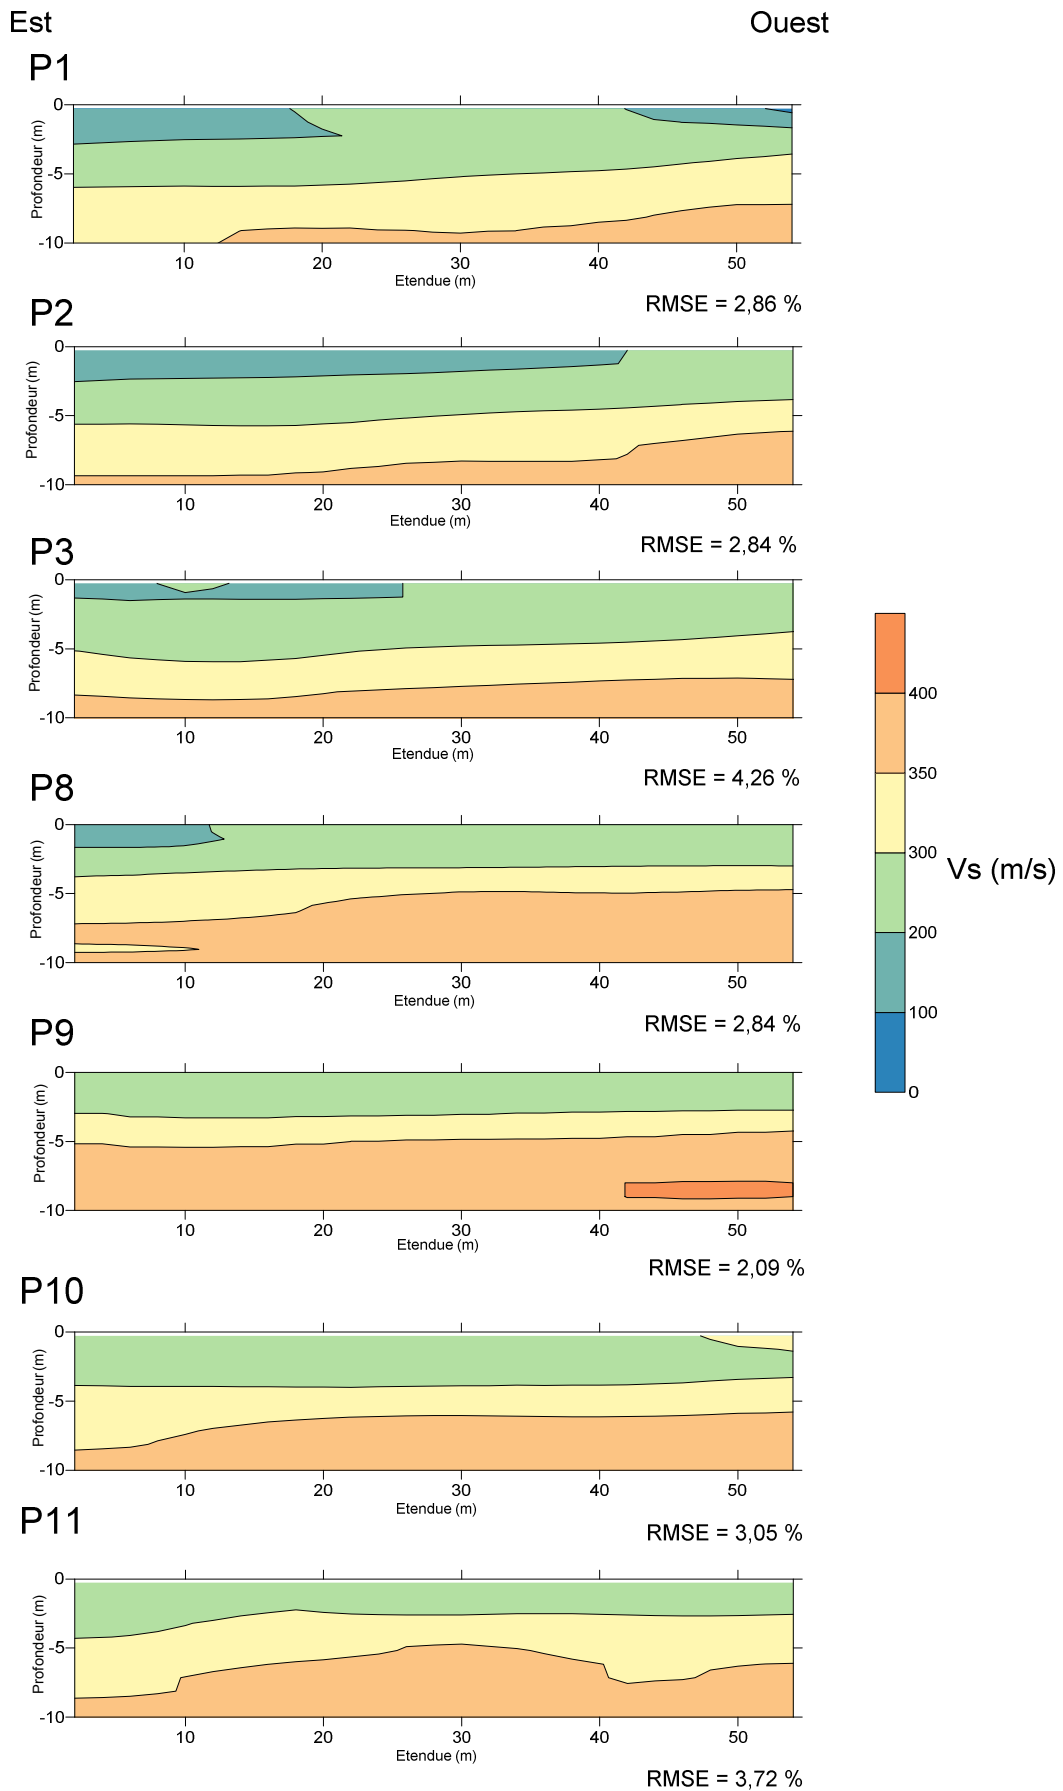 Est Ouest
P1
0
-5
-10
Profondeur (m)
10 20 30 40 50
Etendue (m)
RMSE = 2,86 %
P2
0
-5
-10
Profondeur (m)
10 20 30 40 50
Etendue (m)
RMSE = 2,84 %
P3
0
-5
-10
Profondeur (m)
10 20 30 40 50
Etendue (m)
RMSE = 4,26 %
P8
0
-5
-10
Profondeur (m)
10 20 30 40 50
Etendue (m)
RMSE = 2,84 %
P9
0
-5
-10
Profondeur (m)
10 20 30 40 50
Etendue (m)
RMSE = 2,09 %
P10
0
-5
-10
Profondeur (m)
10 20 30 40 50
Etendue (m)
RMSE = 3,05 %
P11
0
-5
-10
Profondeur (m)
10 20 30 40 50
Etendue (m)
RMSE = 3,72 %
400
350
300
200
100
0
Vs (m/s)